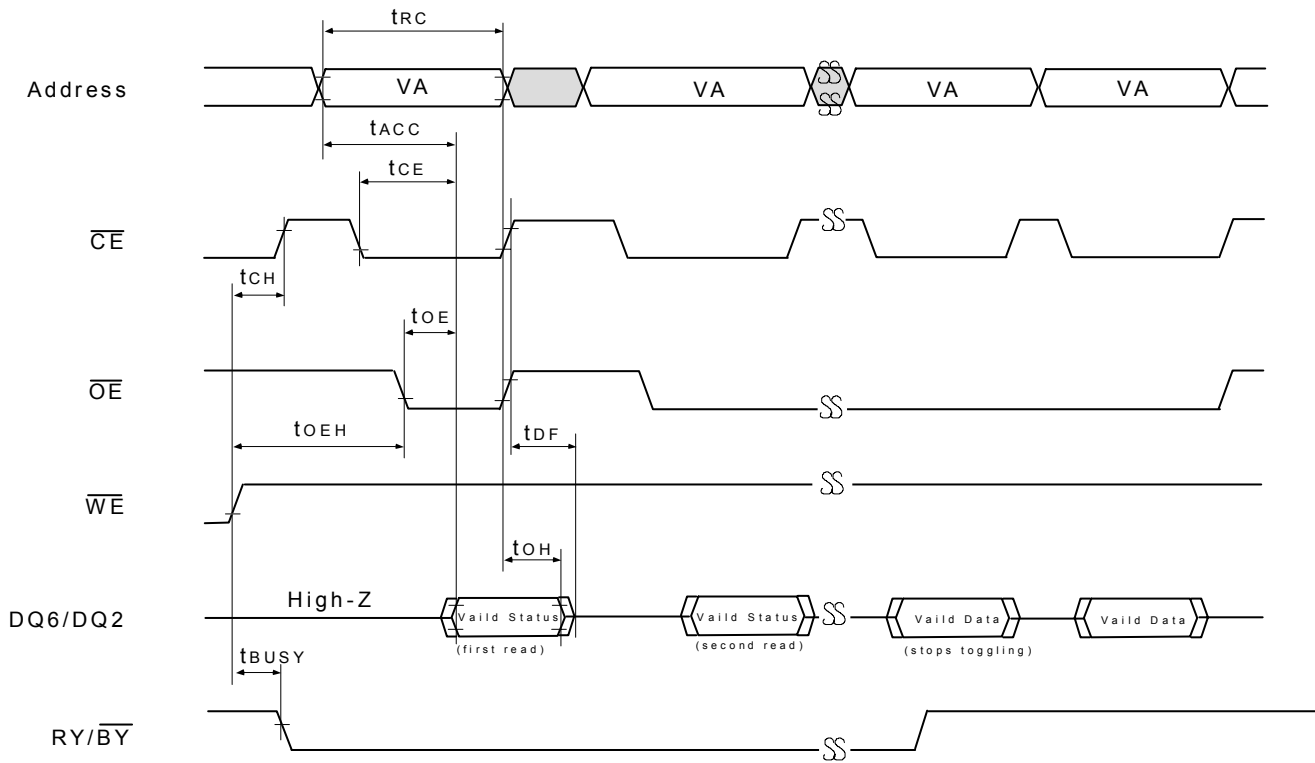 tRC
Address VA VA VA VA
tACC
tCE
CE
tCH
tOE
OE
tOEH tDF
WE
tOH
DQ6/DQ2 High-Z Vaild Status Vaild Status Vaild Data Vaild Data
(first read) (second read) (stops toggling)
tBUSY
RY/BY